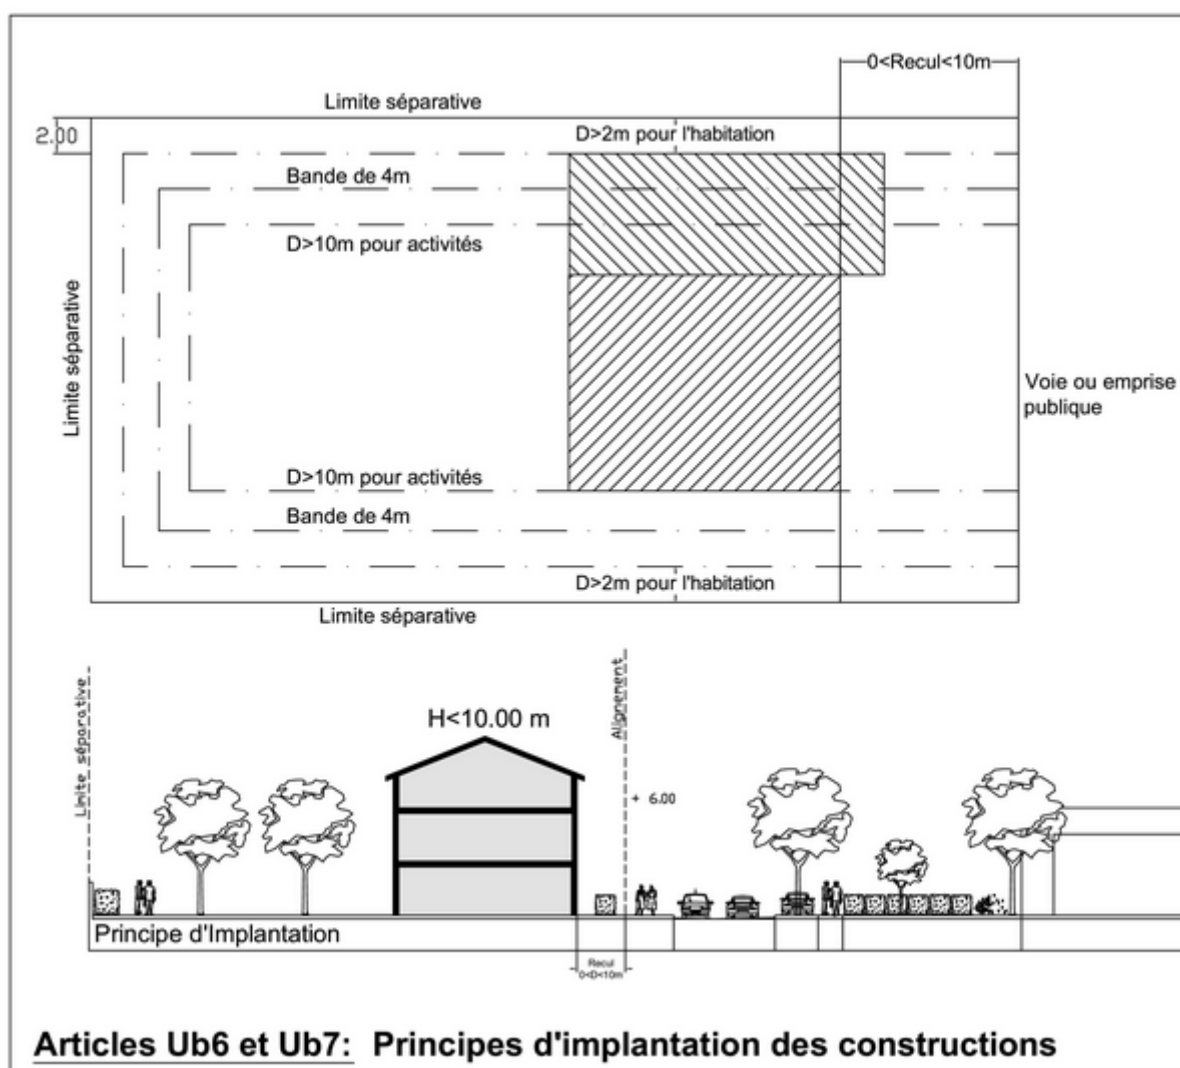 0<Recul<10m
Limite séparative
2.00
D>2m pour l'habitation
Bande de 4m
D>10m pour activités
Limite séparative
Voie ou emprise
publique
D>10m pour activités
Bande de 4m
D>2m pour l'habitation
Limite séparative
Limite séparative
Alignement
H<10.00 m
+ 6.00
Principe d'Implantation
Recul
0<D<10m
Articles Ub6 et Ub7: Principes d'implantation des constructions